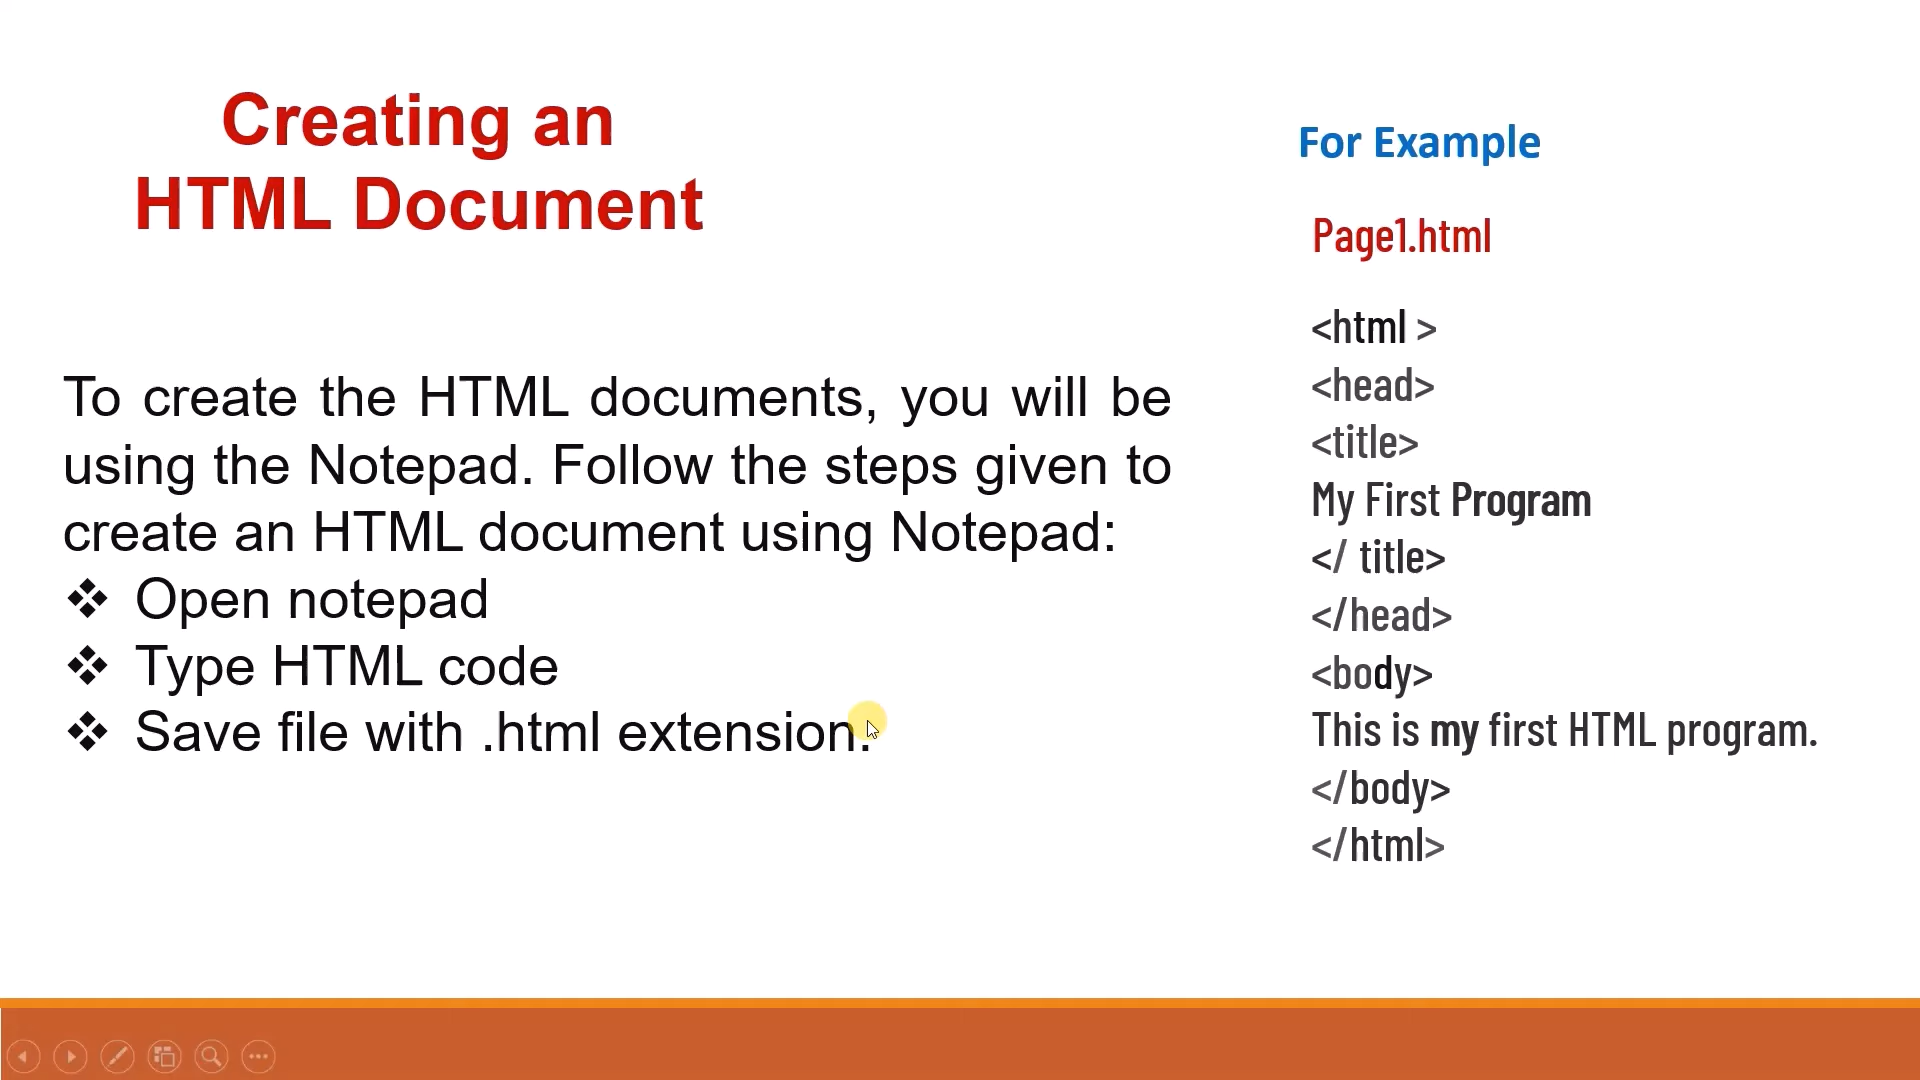 Creating an
HTML Document
To create the HTML documents, you will be
using the Notepad. Follow the steps given to
create an HTML document using Notepad:
❖ Open notepad
❖ Type HTML code
❖ Save file with .html extension.
For Example
Page1.html
<html >
<head>
<title>
My First Program
</ title>
</head>
<body>
This is my first HTML program.
</body>
</html>